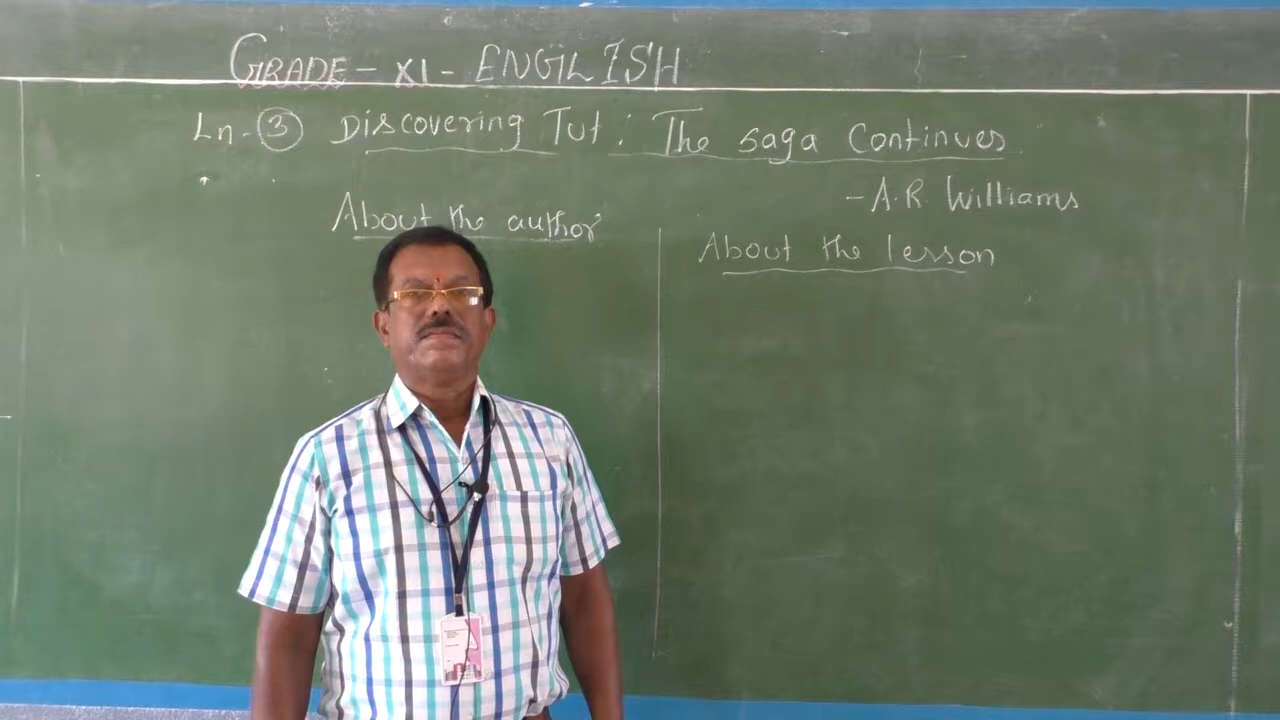 GRADE - XI - ENGLISH
Ln - 3 Discovering Tut : The saga Continues
- A.R. Williams
About the author
About the lesson